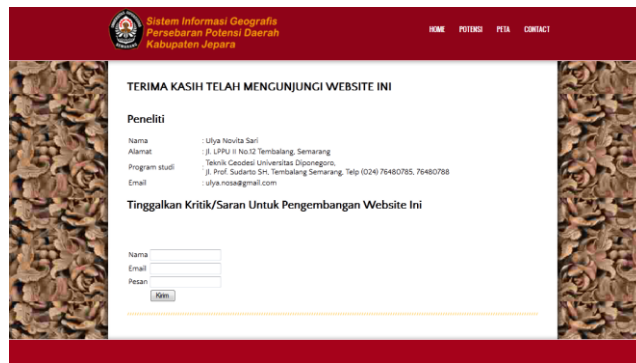 Sistem Informasi Geografis
Persebaran Potensi Daerah
Kabupaten Jepara
HOME POTENSI PETA CONTACT
TERIMA KASIH TELAH MENGUNJUNGI WEBSITE INI
Peneliti
Nama : Ulya Novita Sari
Alamat : Jl. LPPU II No.12 Tembalang, Semarang
Program studi : Teknik Geodesi Universitas Diponegoro,
Jl. Prof. Sudarto SH, Tembalang Semarang, Telp (024) 76480785, 76480788
Email : ulya.nosa@gmail.com
Tinggalkan Kritik/Saran Untuk Pengembangan Website Ini
Nama
Email
Pesan
Kirim